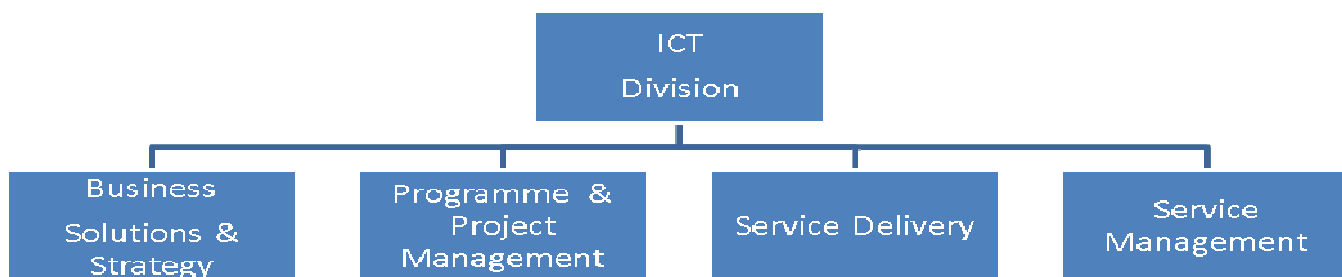 ICT
Division
Business
Solutions &
Strategy
Programme &
Project
Management
Service Delivery
Service
Management